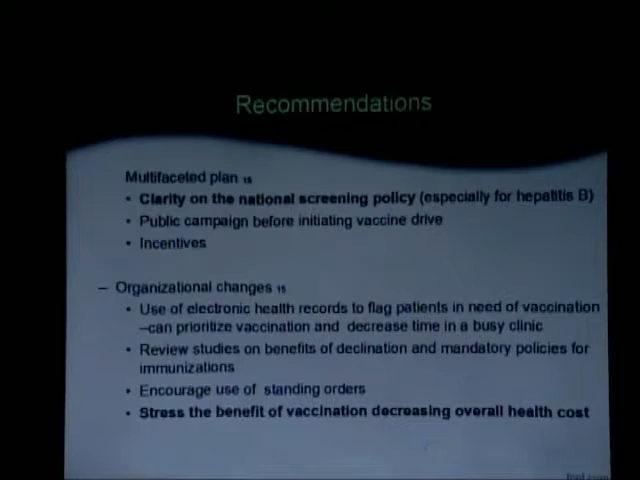 Recommendations
Multifaceted plan 15
• Clarity on the national screening policy (especially for hepatitis B)
• Public campaign before initiating vaccine drive
• Incentives
– Organizational changes 15
• Use of electronic health records to flag patients in need of vaccination
–can prioritize vaccination and decrease time in a busy clinic
• Review studies on benefits of declination and mandatory policies for
immunizations
• Encourage use of standing orders
• Stress the benefit of vaccination decreasing overall health cost